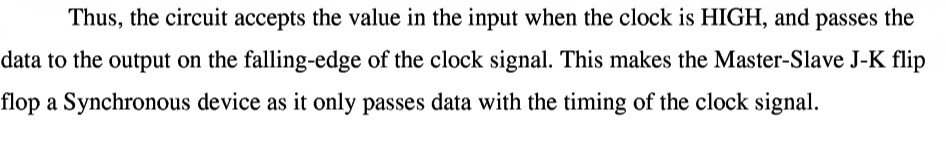 Thus, the circuit accepts the value in the input when the clock is HIGH, and passes the
data to the output on the falling-edge of the clock signal. This makes the Master-Slave J-K flip
flop a Synchronous device as it only passes data with the timing of the clock signal.